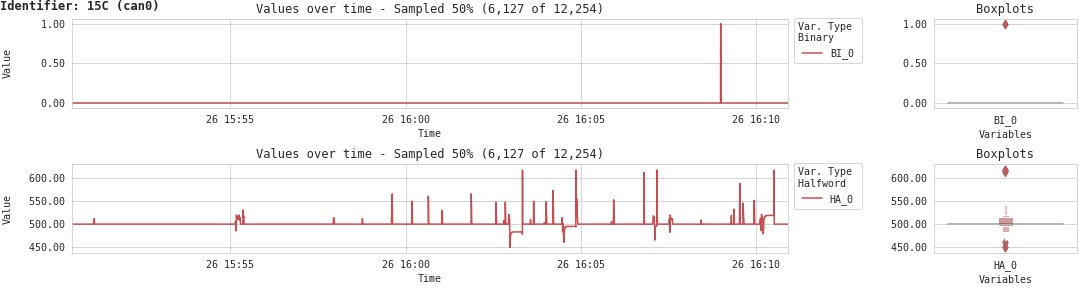 Identifier: 15C (can0)
Values over time - Sampled 50% (6,127 of 12,254)
Value
1.00
0.50
0.00
26 15:55
26 16:00
26 16:05
26 16:10
Time
Var. Type
Binary
BI_0
Boxplots
1.00
0.50
0.00
BI_0
Variables
Values over time - Sampled 50% (6,127 of 12,254)
Value
600.00
550.00
500.00
450.00
26 15:55
26 16:00
26 16:05
26 16:10
Time
Var. Type
Halfword
HA_0
Boxplots
600.00
550.00
500.00
450.00
HA_0
Variables